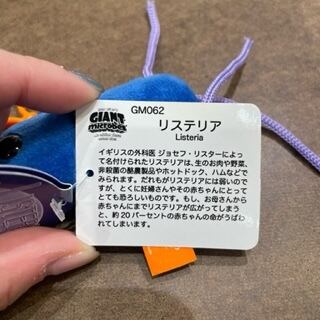 GIANT
microbes
GM062
リステリア
Listeria
イギリスの外科医 ジョセフ・リスターによっ
て名付けられたリステリアは、生のお肉や野菜、
非殺菌の酪農製品やホットドック、ハムなどで
みられます。だれもがリステリアには弱いので
すが、とくに妊婦さんやその赤ちゃんにとって
とても恐ろしいものです。もし、お母さんから
赤ちゃんにまでリステリアが広がってしまう
と、約 20 パーセントの赤ちゃんの命がうばわ
れてしまいます。